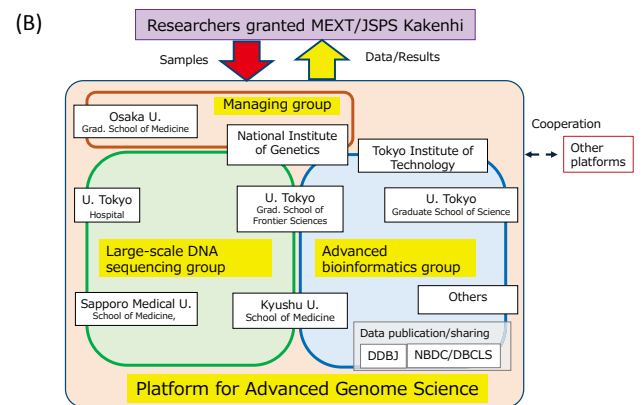 (B)
Researchers granted MEXT/JSPS Kakenhi
Samples
Data/Results
Managing group
Osaka U.
Grad. School of Medicine
National Institute
of Genetics
Tokyo Institute of
Technology
Cooperation
Other
platforms
U. Tokyo
Hospital
U. Tokyo
Grad. School of
Frontier Sciences
U. Tokyo
Graduate School of Science
Large-scale DNA
sequencing group
Advanced
bioinformatics group
Sapporo Medical U.
School of Medicine,
Kyushu U.
School of Medicine
Others
Data publication/sharing
DDBJ
NBDC/DBCLS
Platform for Advanced Genome Science